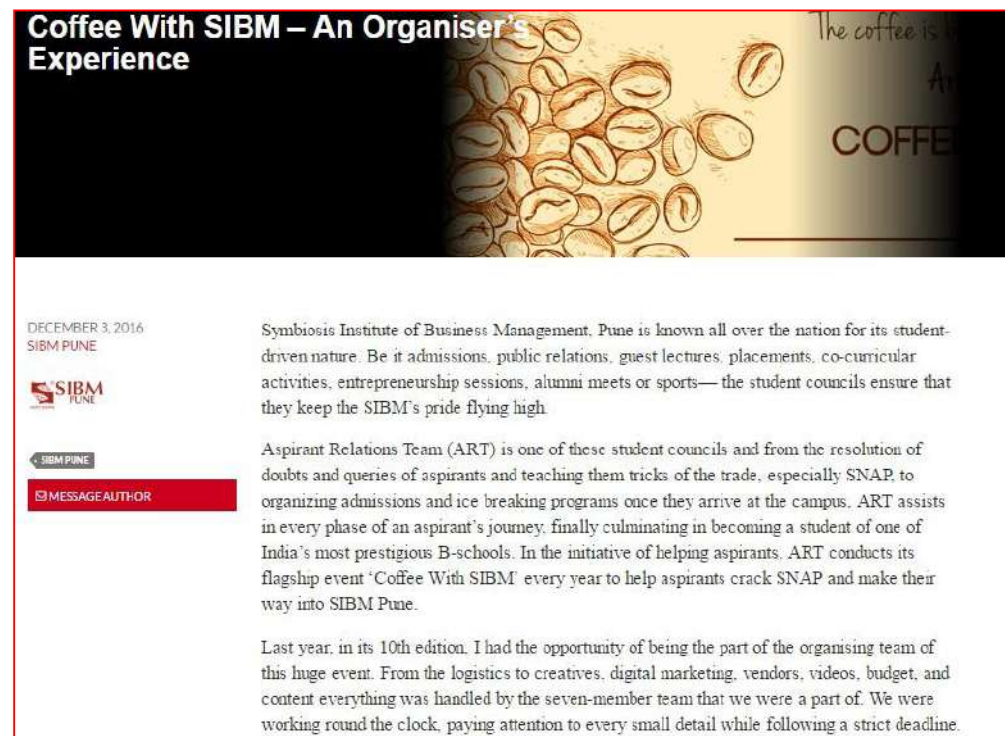 Coffee With SIBM – An Organiser's
Experience
The coffee is
COFFE
DECEMBER 3, 2016
SIBM PUNE
SIBM
PUNE
SIBM PUNE
MESSAGE AUTHOR
Symbiosis Institute of Business Management, Pune is known all over the nation for its student-
driven nature. Be it admissions, public relations, guest lectures, placements, co-curricular
activities, entrepreneurship sessions, alumni meets or sports— the student councils ensure that
they keep the SIBM's pride flying high
Aspirant Relations Team (ART) is one of these student councils and from the resolution of
doubts and queries of aspirants and teaching them tricks of the trade, especially SNAP, to
organizing admissions and ice breaking programs once they arrive at the campus, ART assists
in every phase of an aspirant's journey, finally culminating in becoming a student of one of
India's most prestigious B-schools. In the initiative of helping aspirants, ART conducts its
flagship event 'Coffee With SIBM' every year to help aspirants crack SNAP and make their
way into SIBM Pune.
Last year, in its 10th edition, I had the opportunity of being the part of the organising team of
this huge event. From the logistics to creatives, digital marketing, vendors, videos, budget, and
content everything was handled by the seven-member team that we were a part of. We were
working round the clock, paying attention to every small detail while following a strict deadline.